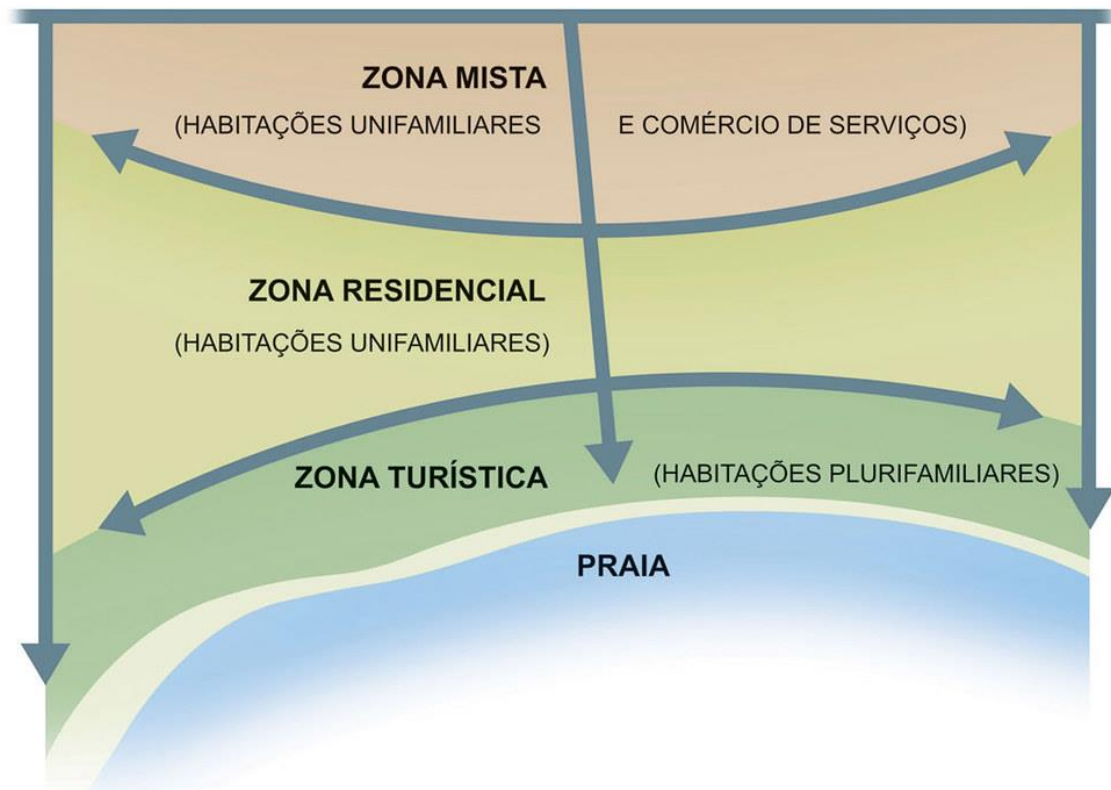 ZONA MISTA
(HABITAÇÕES UNIFAMILIARES E COMÉRCIO DE SERVIÇOS)
ZONA RESIDENCIAL
(HABITAÇÕES UNIFAMILIARES)
ZONA TURÍSTICA (HABITAÇÕES PLURIFAMILIARES)
PRAIA